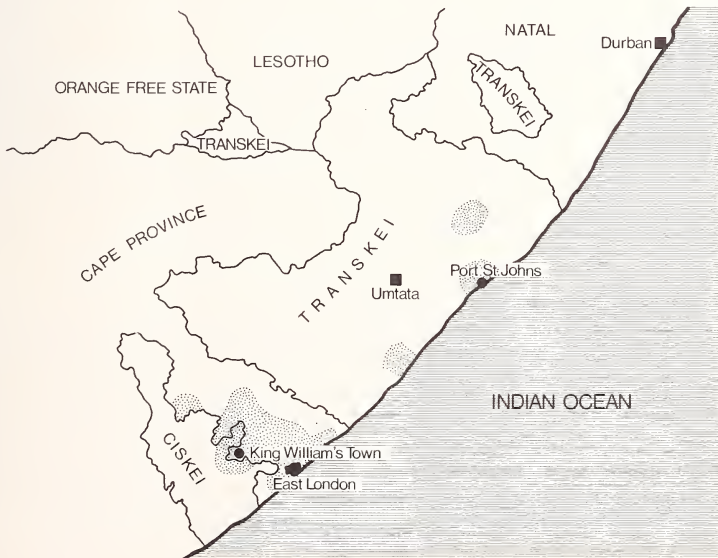 NATAL
Durban
LESOTHO
TRANSKEI
ORANGE FREE STATE
TRANSKEI
CAPE PROVINCE
TRANSKEI
Port St. Johns
Umtata
INDIAN OCEAN
CISKEI
King William's Town
East London